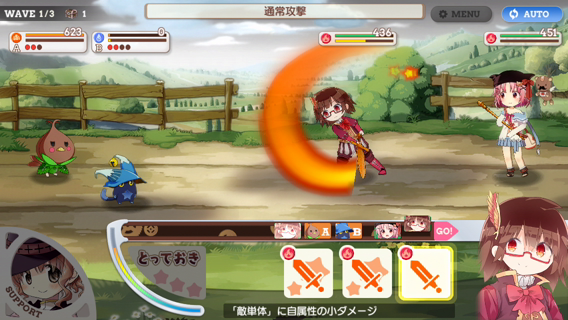 WAVE 1/3 1
通常攻撃
MENU
AUTO
623
A
0
B
436
451
A
B
GO!
とっておき
SUPPORT
「敵単体」に自属性の小ダメージ